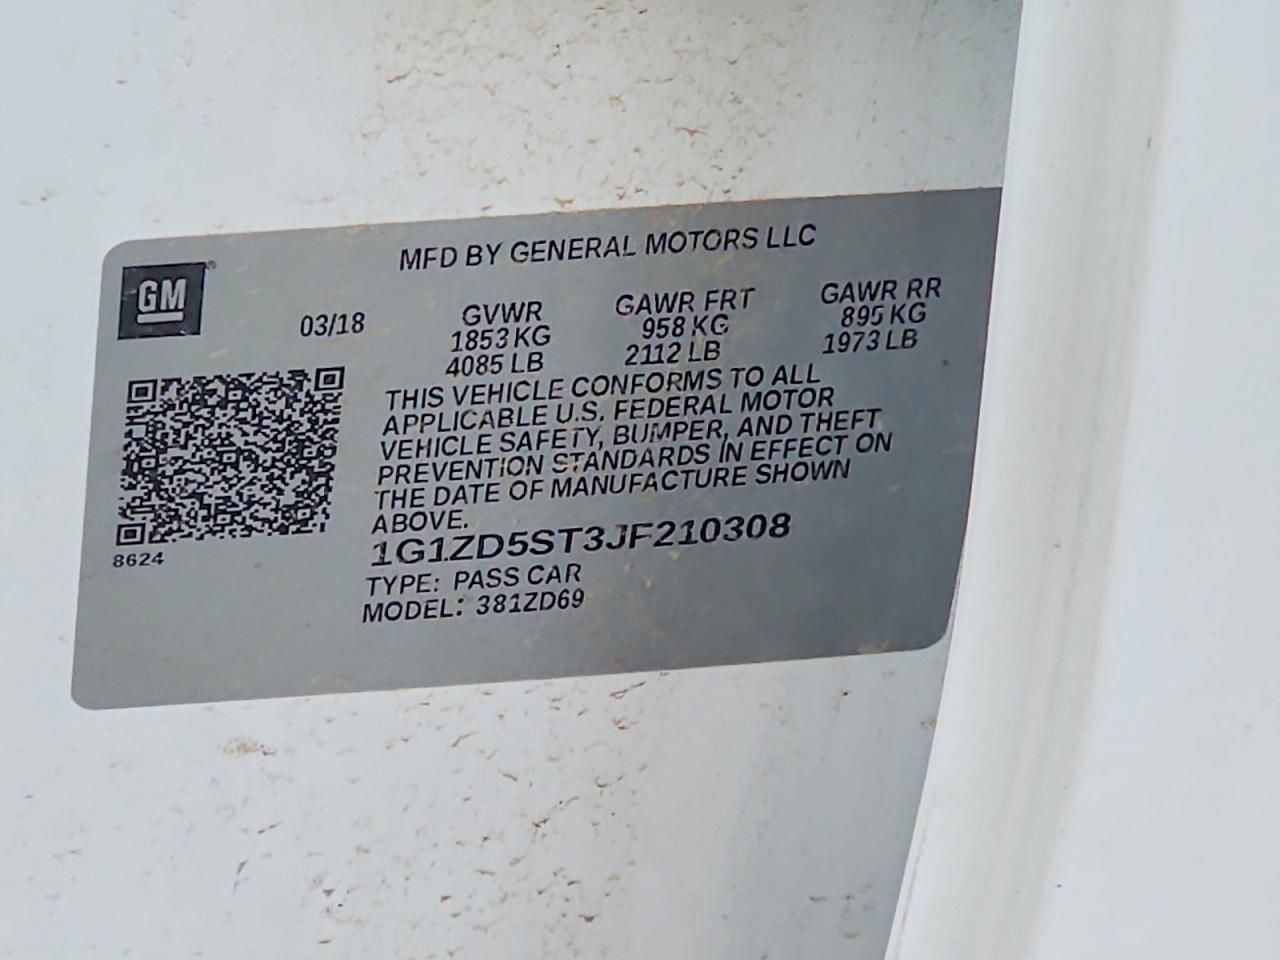 MFD BY GENERAL MOTORS LLC
GM
03/18
GVWR
1853 KG
4085 LB
GAWR FRT
958 KG
2112 LB
GAWR RR
895 KG
1973 LB
THIS VEHICLE CONFORMS TO ALL
APPLICABLE U.S. FEDERAL MOTOR
VEHICLE SAFETY, BUMPER, AND THEFT
PREVENTION STANDARDS IN EFFECT ON
THE DATE OF MANUFACTURE SHOWN
ABOVE.
8624
1G1ZD5ST3JF210308
TYPE: PASS CAR
MODEL: 381ZD69